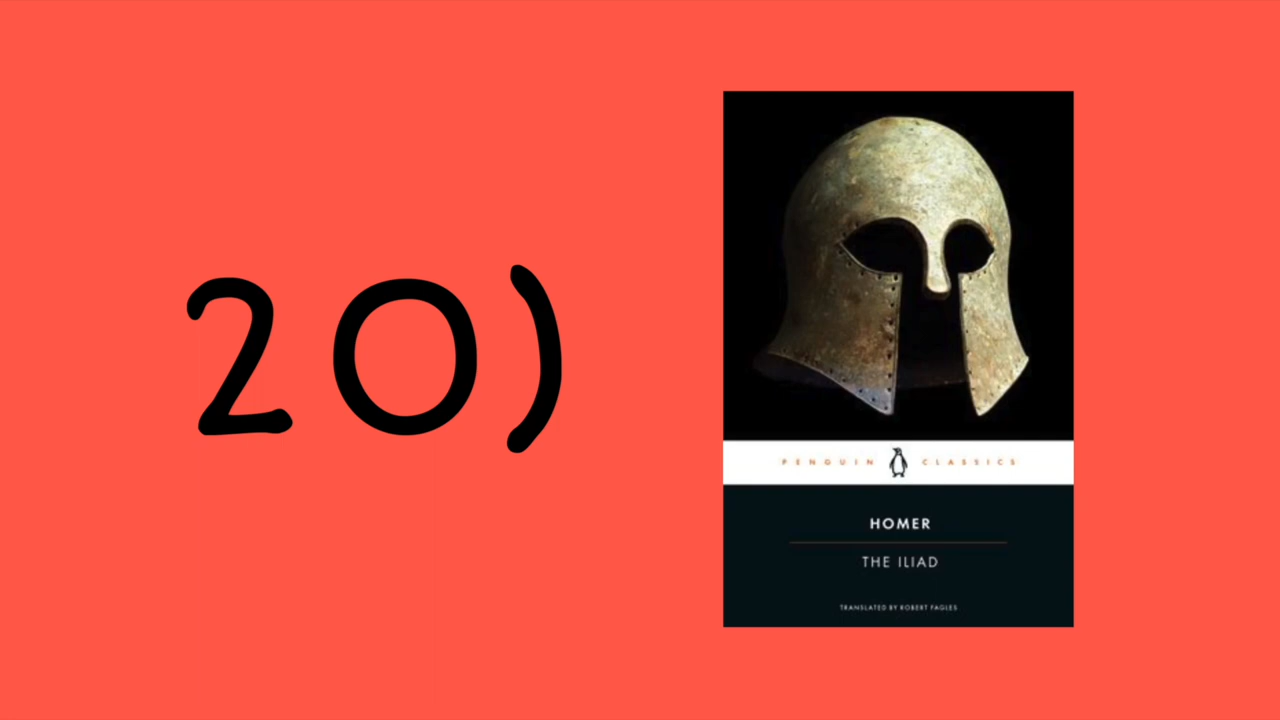 20)
PENGUIN CLASSICS
HOMER
THE ILIAD
TRANSLATED BY ROBERT FAGLES